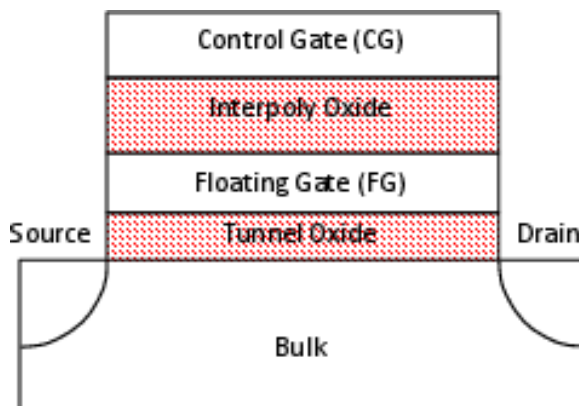 Control Gate (CG)
Interpoly Oxide
Floating Gate (FG)
Source
Tunnel Oxide
Drain
Bulk